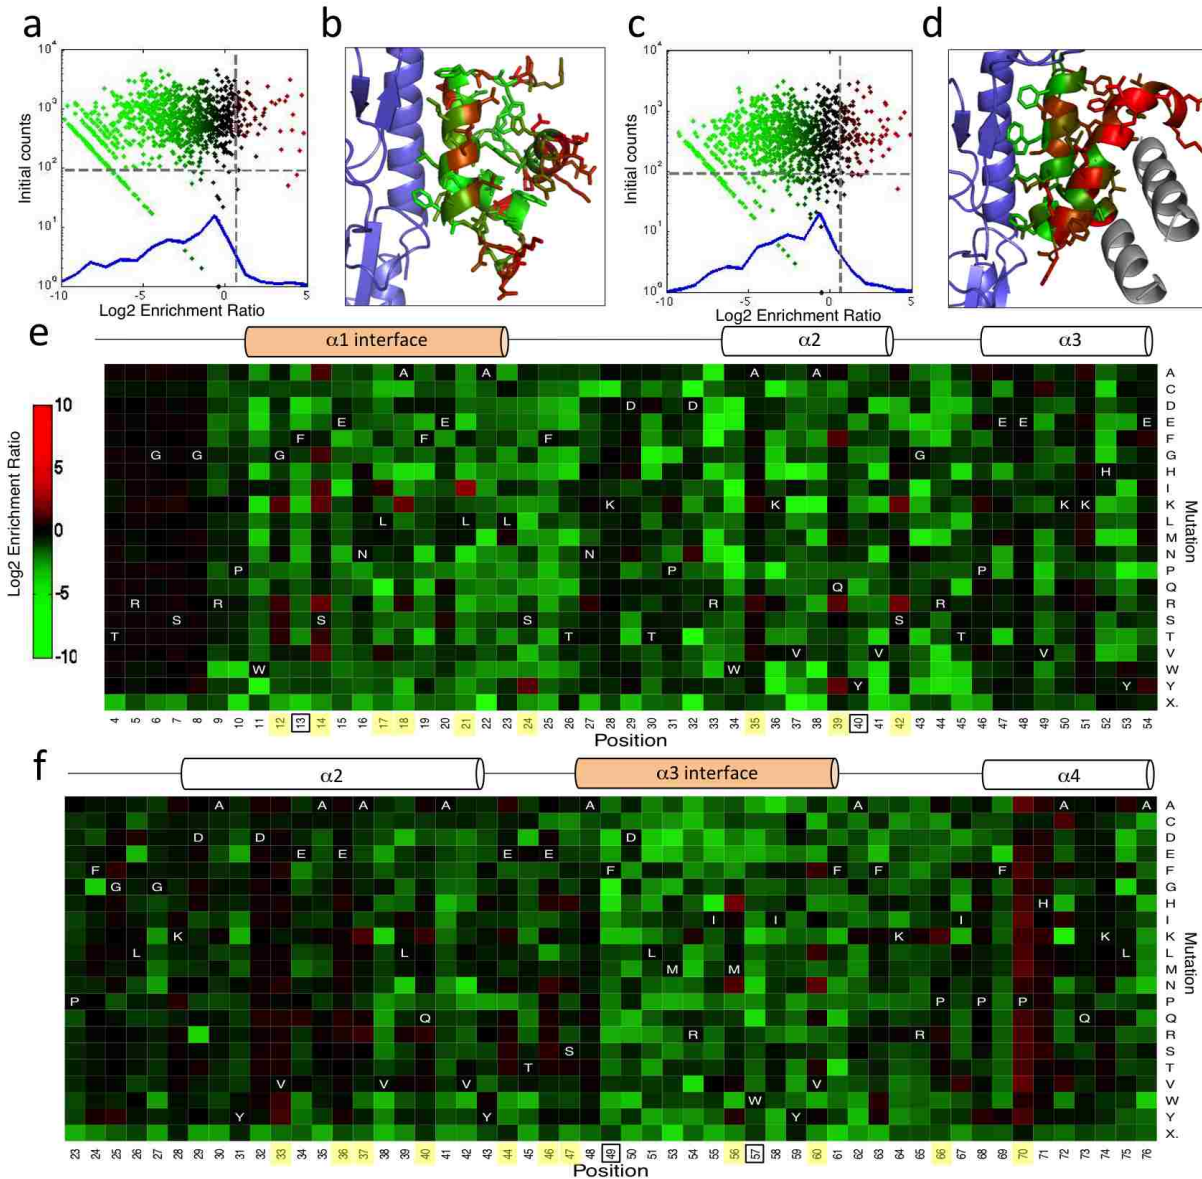 a b c d
10⁴
10³
10²
10¹
10⁰
Initial counts
-10 -5 0 5
Log2 Enrichment Ratio
10⁴
10³
10²
10¹
10⁰
Initial counts
-10 -5 0 5
Log2 Enrichment Ratio
e
α1 interface α2 α3
10
5
0
-5
-10
Log2 Enrichment Ratio
A A A A A
C
D D D
E E E E E E
F F F F
G G G G G
H H
I
K K K K K
L L L L
M
N N N
P P P P
Q Q
R R R R R
S S S S S
T T T T T
V V V V
W W W
Y Y Y
X.
Mutation
4 5 6 7 8 9 10 11 12 13 14 15 16 17 18 19 20 21 22 23 24 25 26 27 28 29 30 31 32 33 34 35 36 37 38 39 40 41 42 43 44 45 46 47 48 49 50 51 52 53 54
Position
f
α2 α3 interface α4
A A A A A A A A A
C
D D D D
E E E E E
F F F F F F
G G G
H H
I I I I
K K K K
L L L L L
M M M
N
P P P P P
Q Q Q
R R R
S S
T T
V V V V V
W W
Y Y Y Y
X.
Mutation
23 24 25 26 27 28 29 30 31 32 33 34 35 36 37 38 39 40 41 42 43 44 45 46 47 48 49 50 51 52 53 54 55 56 57 58 59 60 61 62 63 64 65 66 67 68 69 70 71 72 73 74 75 76
Position